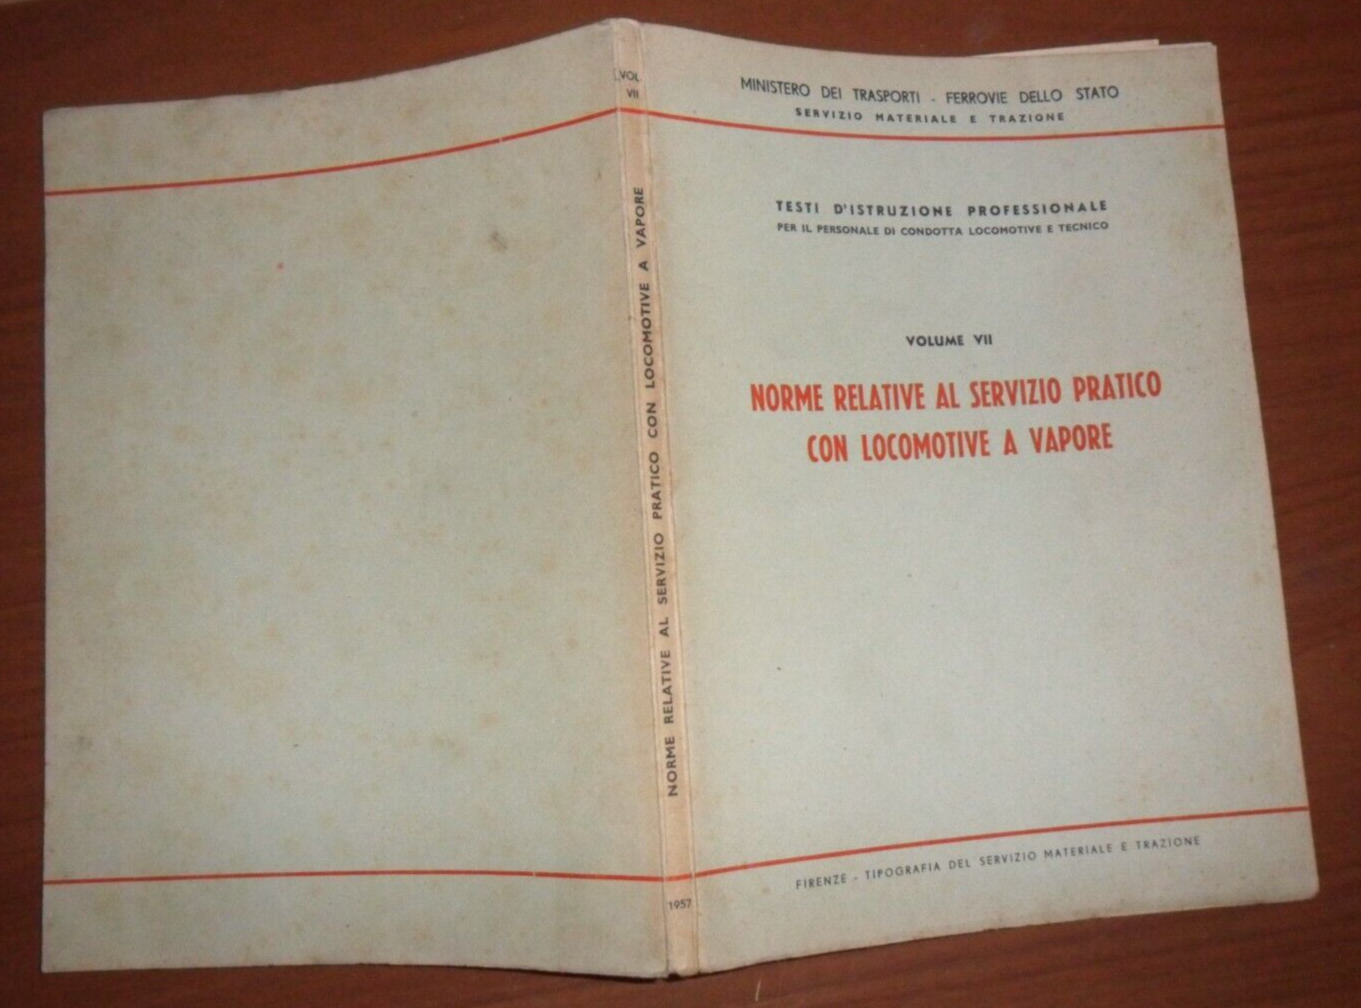 VOL.
VII
NORME RELATIVE AL SERVIZIO PRATICO CON LOCOMOTIVE A VAPORE
1957
MINISTERO DEI TRASPORTI - FERROVIE DELLO STATO
SERVIZIO MATERIALE E TRAZIONE
TESTI D'ISTRUZIONE PROFESSIONALE
PER IL PERSONALE DI CONDOTTA LOCOMOTIVE E TECNICO
VOLUME VII
NORME RELATIVE AL SERVIZIO PRATICO
CON LOCOMOTIVE A VAPORE
FIRENZE - TIPOGRAFIA DEL SERVIZIO MATERIALE E TRAZIONE